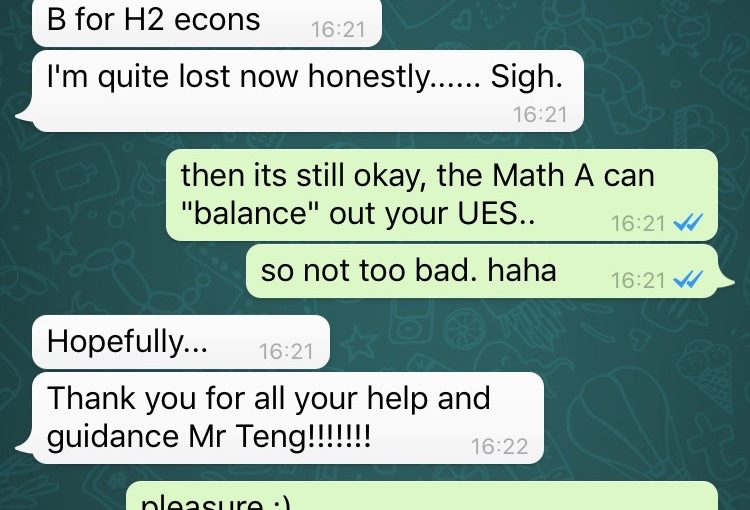 B for H2 econs
16:21
I'm quite lost now honestly...... Sigh.
16:21
then its still okay, the Math A can
"balance" out your UES..
16:21
so not too bad. haha
16:21
Hopefully...
16:21
Thank you for all your help and
guidance Mr Teng!!!!!!!
16:22
pleasure :)